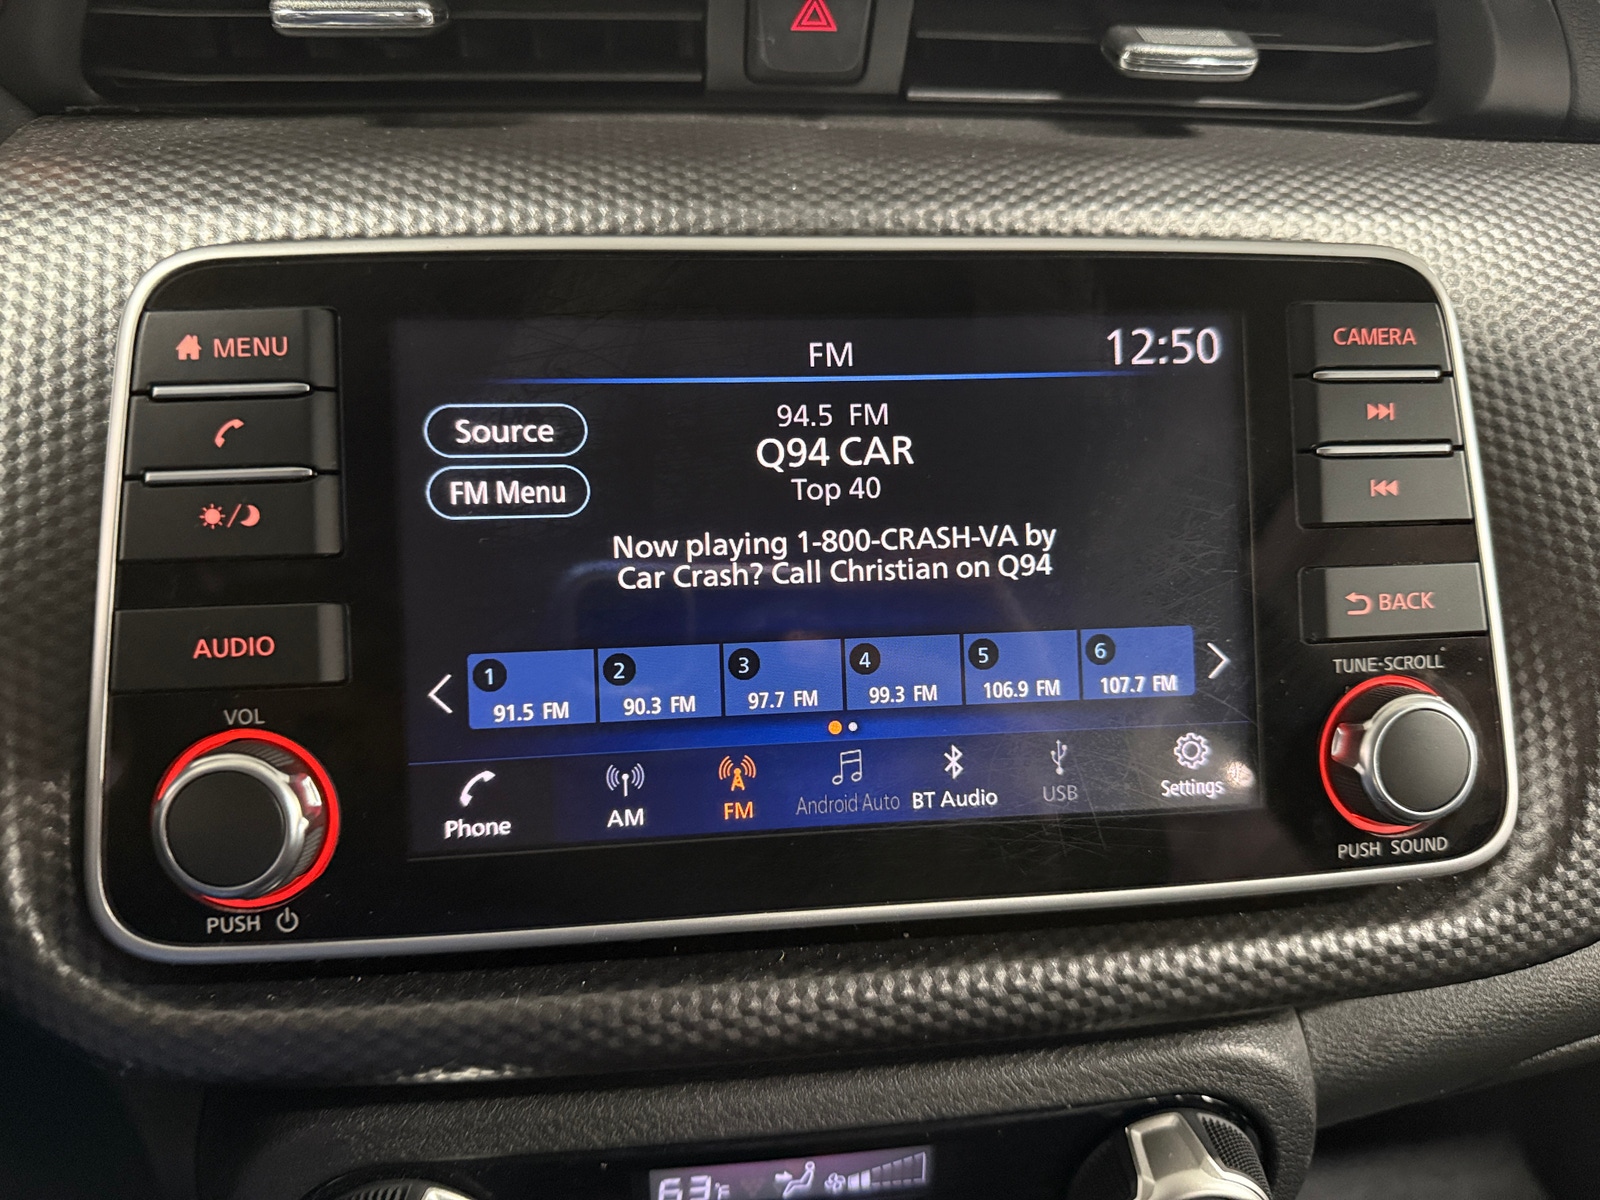 MENU
AUDIO
VOL
PUSH
FM
12:50
Source
FM Menu
94.5 FM
Q94 CAR
Top 40
Now playing 1-800-CRASH-VA by
Car Crash? Call Christian on Q94
1
91.5 FM
2
90.3 FM
3
97.7 FM
4
99.3 FM
5
106.9 FM
6
107.7 FM
Phone
AM
FM
Android Auto
BT Audio
USB
Settings
CAMERA
BACK
TUNE·SCROLL
PUSH SOUND
63°F